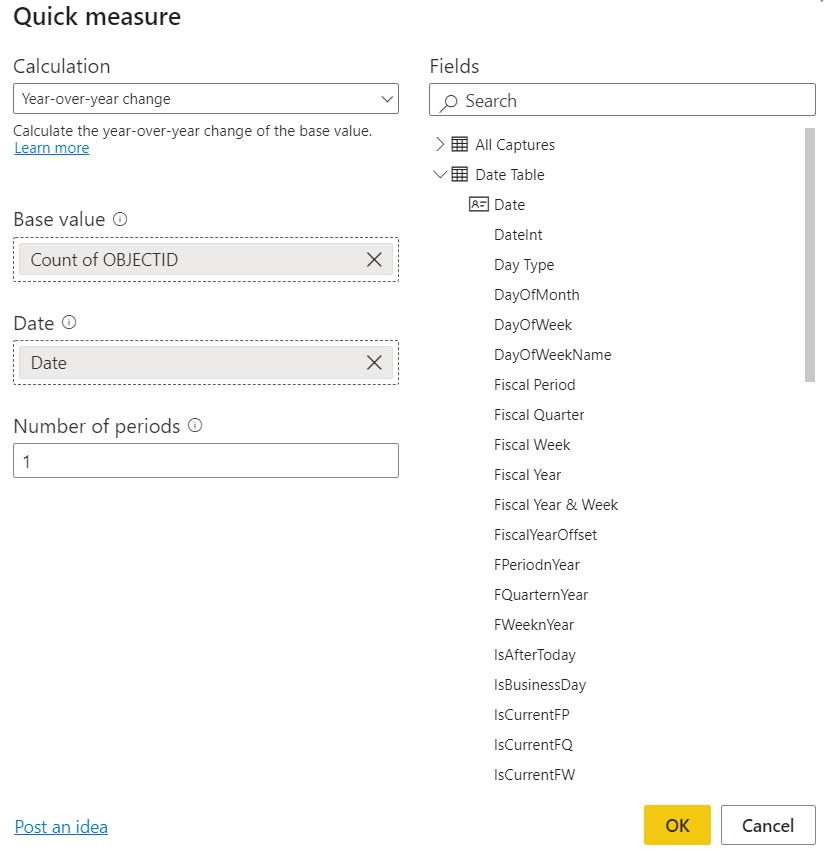 Quick measure
Calculation
Year-over-year change
Calculate the year-over-year change of the base value.
Learn more
Base value
Count of OBJECTID
Date
Date
Number of periods
1
Fields
Search
All Captures
Date Table
Date
DateInt
Day Type
DayOfMonth
DayOfWeek
DayOfWeekName
Fiscal Period
Fiscal Quarter
Fiscal Week
Fiscal Year
Fiscal Year & Week
FiscalYearOffset
FPeriodnYear
FQuarternYear
FWeeknYear
IsAfterToday
IsBusinessDay
IsCurrentFP
IsCurrentFQ
IsCurrentFW
Post an idea
OK
Cancel